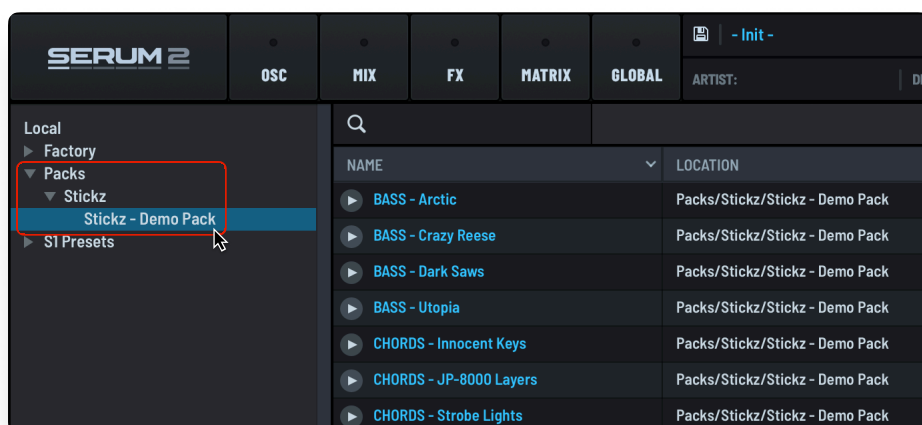 SERUM 2
OSC
MIX
FX
MATRIX
GLOBAL
- Init -
ARTIST:
Local
Factory
Packs
Stickz
Stickz - Demo Pack
S1 Presets
NAME LOCATION
BASS - Arctic Packs/Stickz/Stickz - Demo Pack
BASS - Crazy Reese Packs/Stickz/Stickz - Demo Pack
BASS - Dark Saws Packs/Stickz/Stickz - Demo Pack
BASS - Utopia Packs/Stickz/Stickz - Demo Pack
CHORDS - Innocent Keys Packs/Stickz/Stickz - Demo Pack
CHORDS - JP-8000 Layers Packs/Stickz/Stickz - Demo Pack
CHORDS - Strobe Lights Packs/Stickz/Stickz - Demo Pack